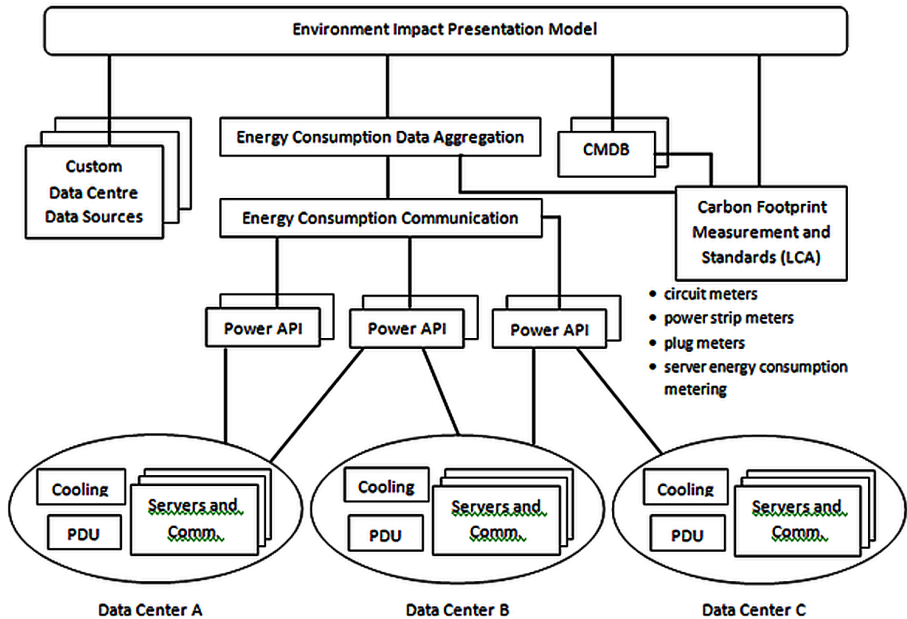 Environment Impact Presentation Model
Energy Consumption Data Aggregation
CMDB
Custom
Data Centre
Data Sources
Energy Consumption Communication
Carbon Footprint
Measurement and
Standards (LCA)
• circuit meters
• power strip meters
• plug meters
• server energy consumption
metering
Power API
Power API
Power API
Cooling
PDU
Servers and
Comm.
Cooling
PDU
Servers and
Comm.
Cooling
PDU
Servers and
Comm.
Data Center A
Data Center B
Data Center C